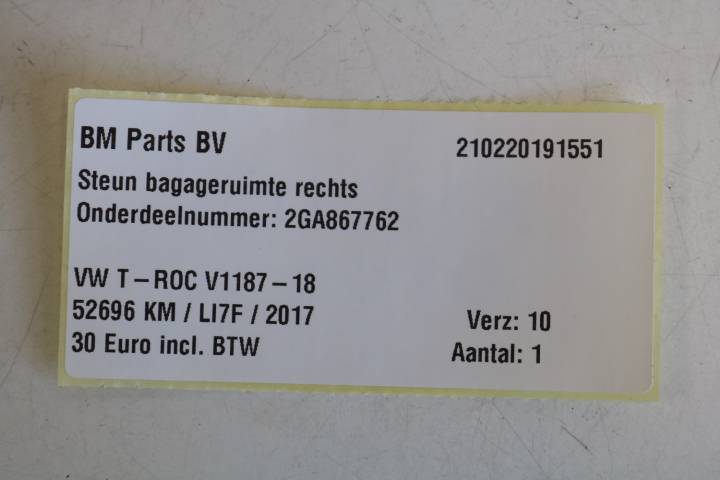 BM Parts BV 210220191551
Steun bagageruimte rechts
Onderdeelnummer: 2GA867762
VW T-ROC V1187-18
52696 KM / LI7F / 2017 Verz: 10
30 Euro incl. BTW Aantal: 1